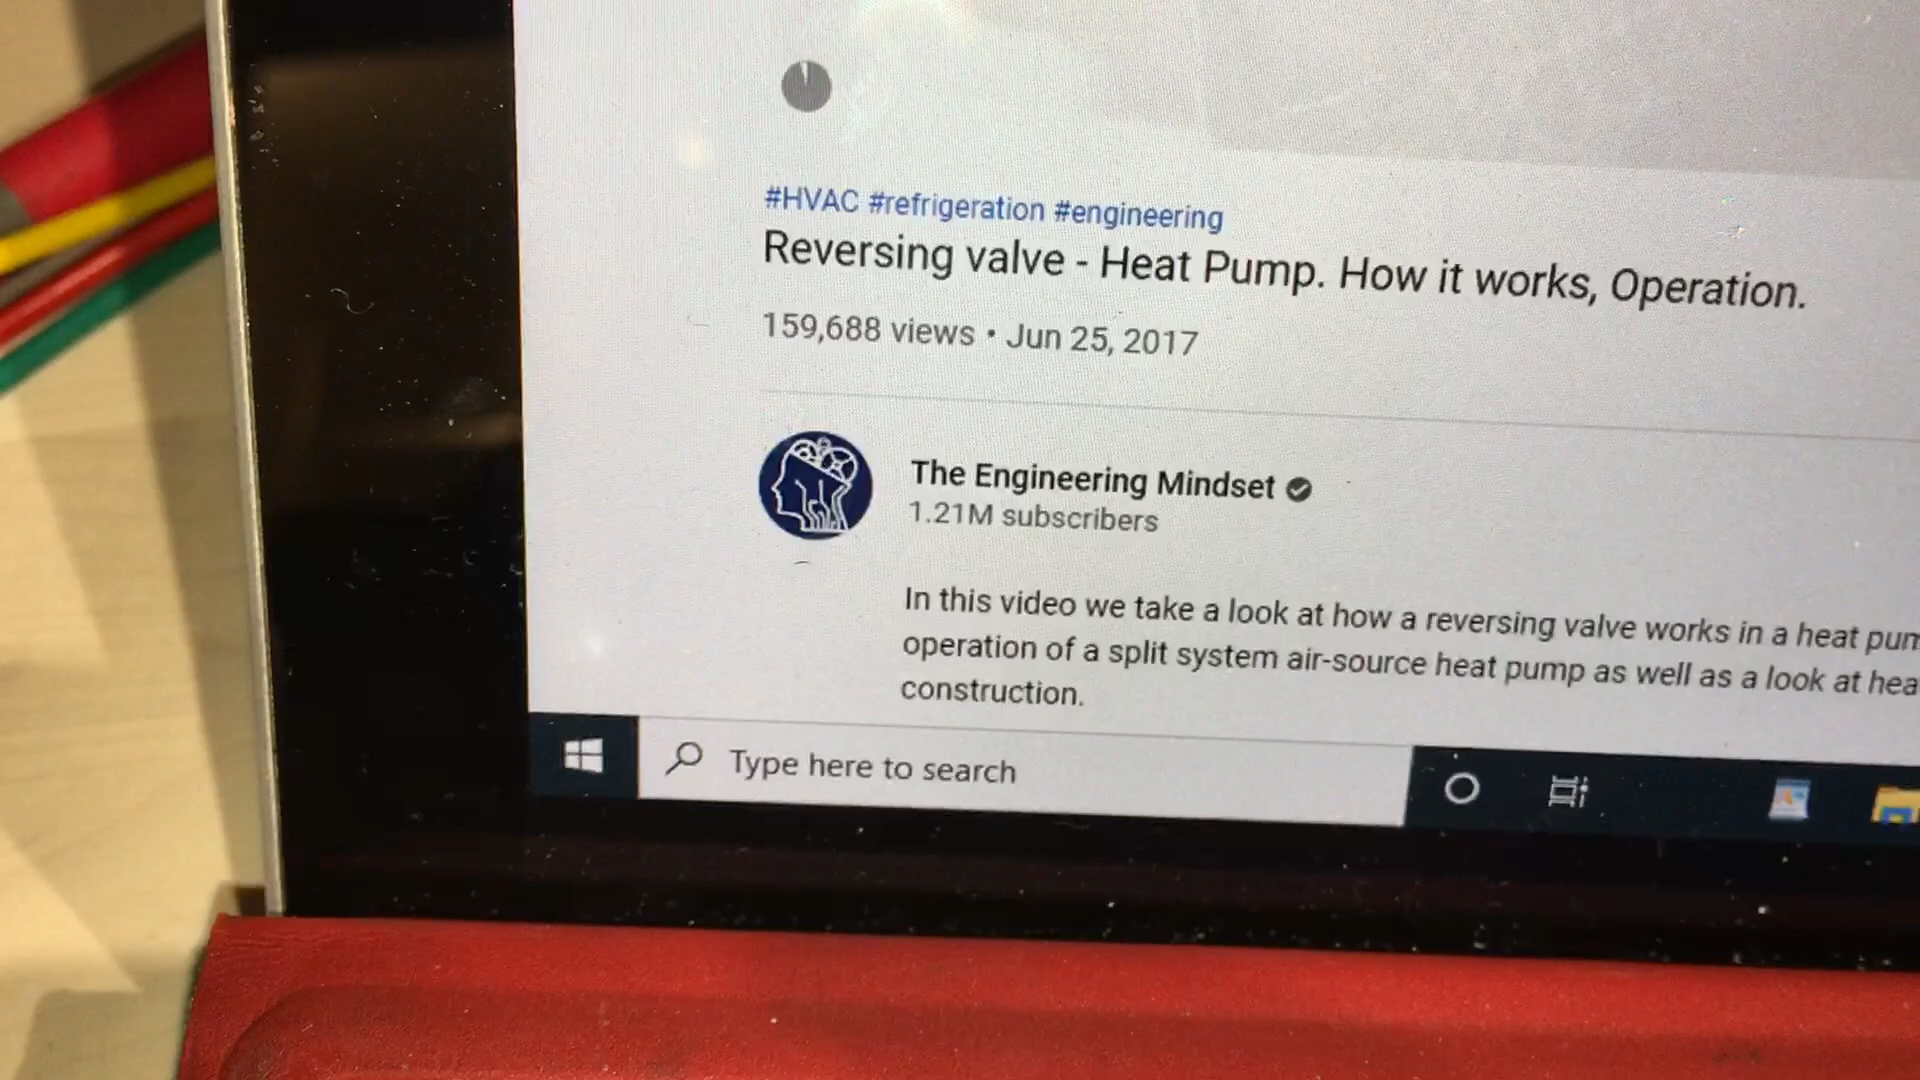 #HVAC #refrigeration #engineering
Reversing valve - Heat Pump. How it works, Operation.
159,688 views • Jun 25, 2017
The Engineering Mindset
1.21M subscribers
In this video we take a look at how a reversing valve works in a heat pum
operation of a split system air-source heat pump as well as a look at hea
construction.
Type here to search